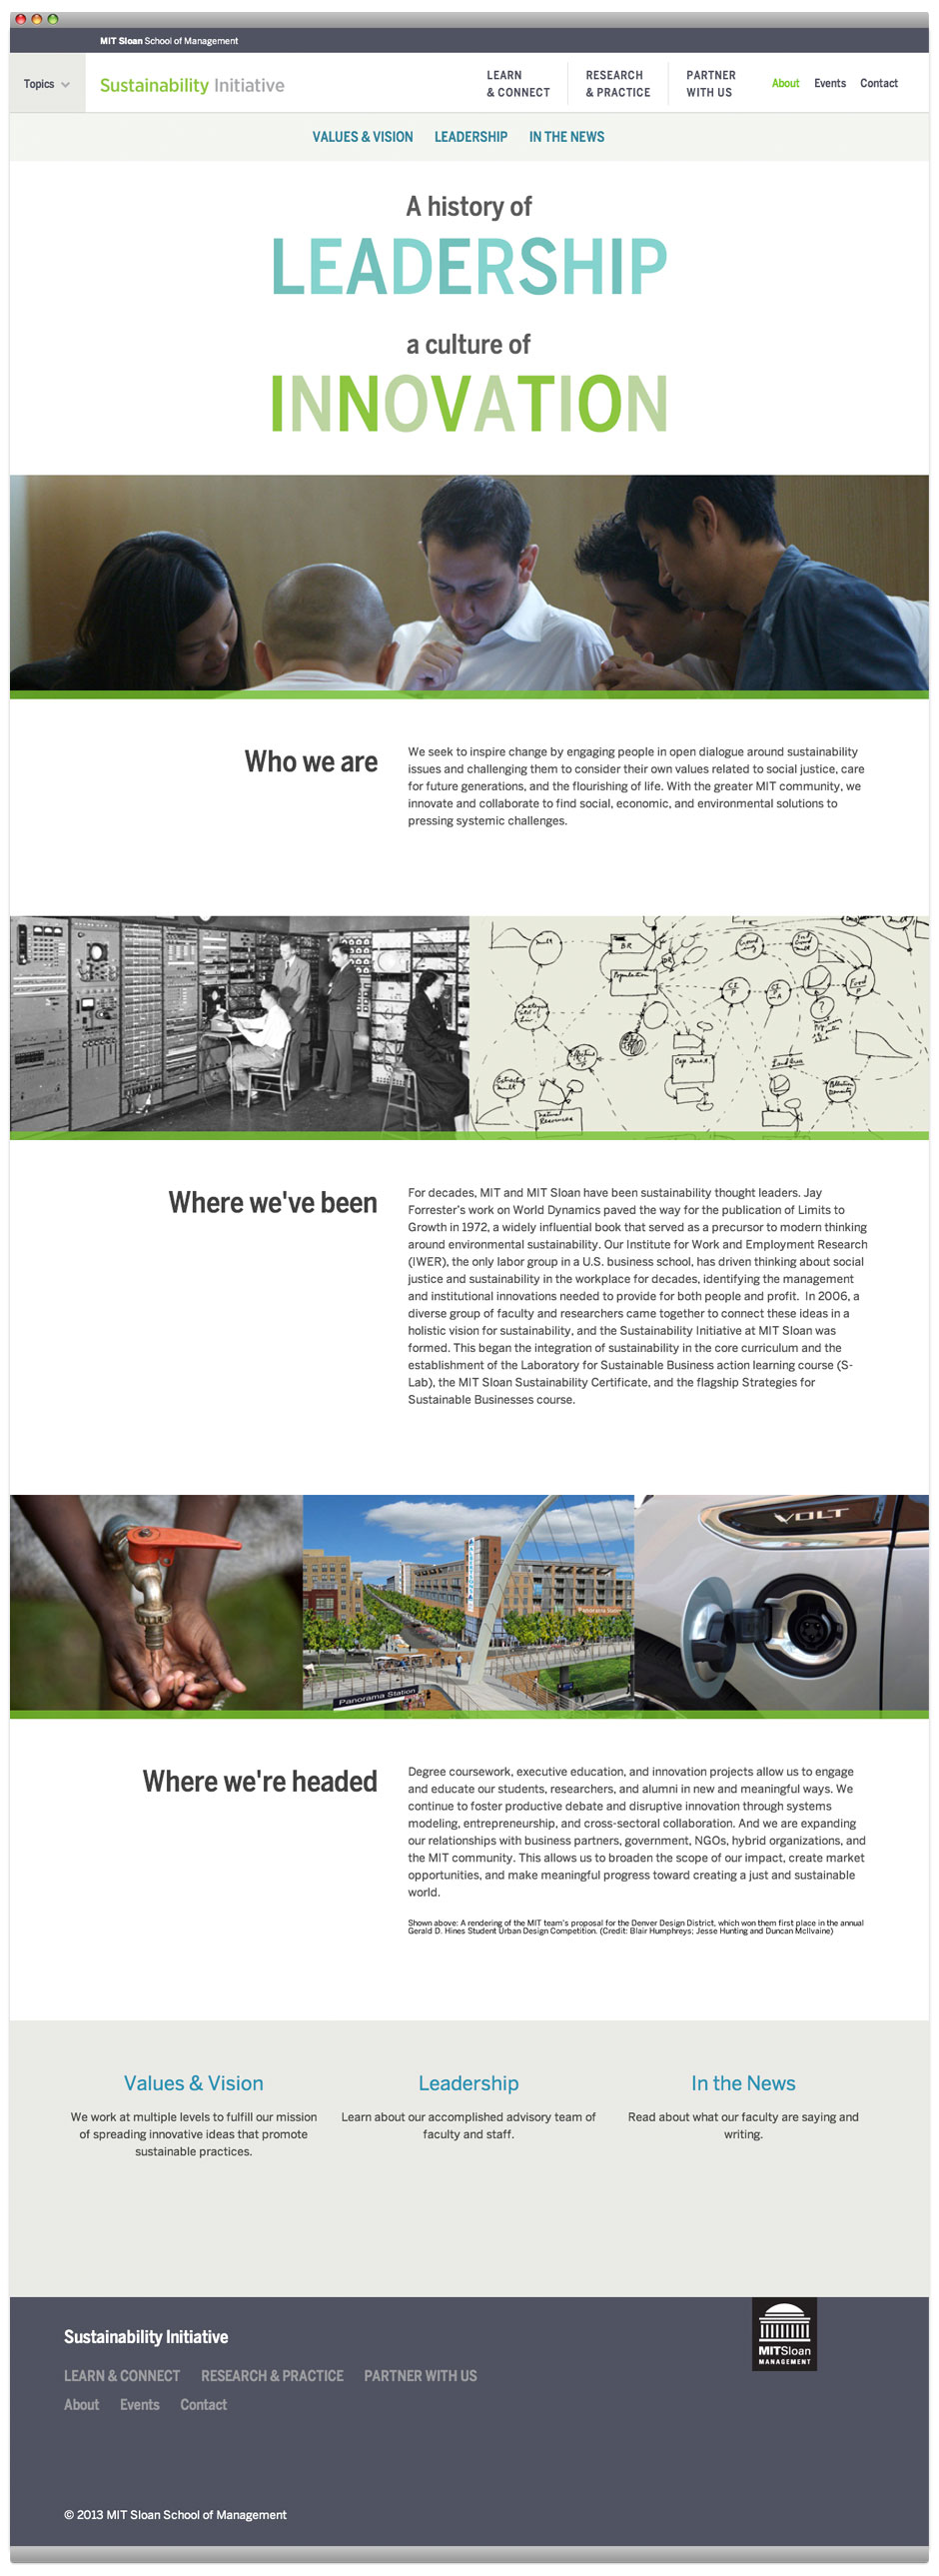 MIT Sloan School of Management
Topics
Sustainability Initiative
LEARN
& CONNECT
RESEARCH
& PRACTICE
PARTNER
WITH US
About Events Contact
VALUES & VISION LEADERSHIP IN THE NEWS
A history of
LEADERSHIP
a culture of
INNOVATION
Who we are
We seek to inspire change by engaging people in open dialogue around sustainability
issues and challenging them to consider their own values related to social justice, care
for future generations, and the flourishing of life. With the greater MIT community, we
innovate and collaborate to find social, economic, and environmental solutions to
pressing systemic challenges.
BR
Population
Natural
Resources
Where we've been
For decades, MIT and MIT Sloan have been sustainability thought leaders. Jay
Forrester's work on World Dynamics paved the way for the publication of Limits to
Growth in 1972, a widely influential book that served as a precursor to modern thinking
around environmental sustainability. Our Institute for Work and Employment Research
(IWER), the only labor group in a U.S. business school, has driven thinking about social
justice and sustainability in the workplace for decades, identifying the management
and institutional innovations needed to provide for both people and profit. In 2006, a
diverse group of faculty and researchers came together to connect these ideas in a
holistic vision for sustainability, and the Sustainability Initiative at MIT Sloan was
formed. This began the integration of sustainability in the core curriculum and the
establishment of the Laboratory for Sustainable Business action learning course (S-
Lab), the MIT Sloan Sustainability Certificate, and the flagship Strategies for
Sustainable Businesses course.
VOLT
Panorama Station
Panorama Station
Where we're headed
Degree coursework, executive education, and innovation projects allow us to engage
and educate our students, researchers, and alumni in new and meaningful ways. We
continue to foster productive debate and disruptive innovation through systems
modeling, entrepreneurship, and cross-sectoral collaboration. And we are expanding
our relationships with business partners, government, NGOs, hybrid organizations, and
the MIT community. This allows us to broaden the scope of our impact, create market
opportunities, and make meaningful progress toward creating a just and sustainable
world.
Shown above: A rendering of the MIT team's proposal for the Denver Design District, which won them first place in the annual
Gerald D. Hines Student Urban Design Competition. (Credit: Blair Humphreys; Jesse Hunting and Duncan McIlvaine)
Values & Vision
We work at multiple levels to fulfill our mission
of spreading innovative ideas that promote
sustainable practices.
Leadership
Learn about our accomplished advisory team of
faculty and staff.
In the News
Read about what our faculty are saying and
writing.
Sustainability Initiative
LEARN & CONNECT RESEARCH & PRACTICE PARTNER WITH US
About Events Contact
MITSloan
MANAGEMENT
© 2013 MIT Sloan School of Management